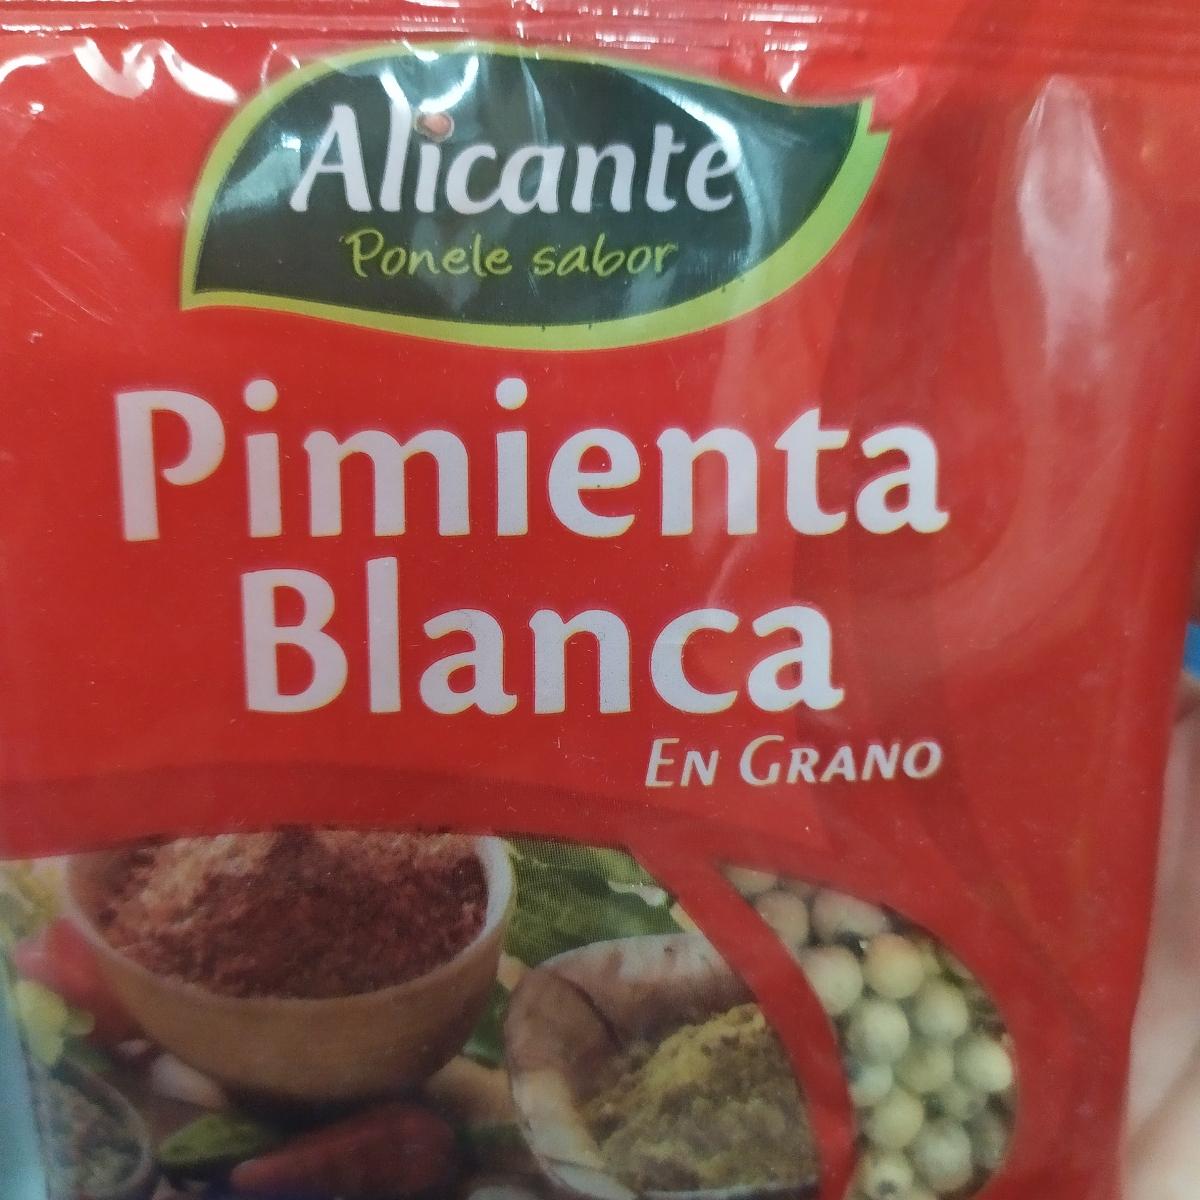 Alicante
Ponele sabor
Pimienta
Blanca
EN GRANO